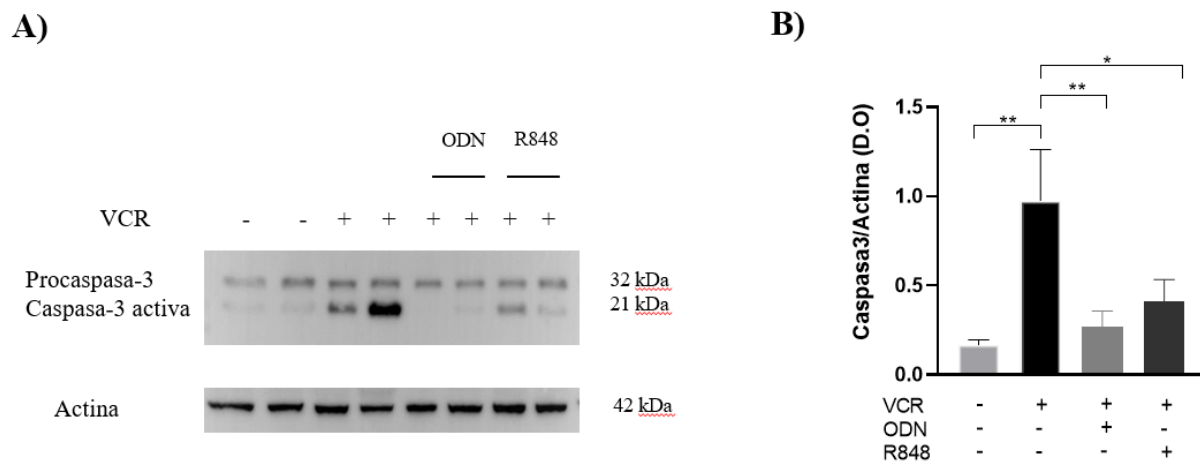 A)
ODN R848
VCR - - + + + + + +
Procaspasa-3 32 kDa
Caspasa-3 activa 21 kDa
Actina 42 kDa
B)
*
**
**
Caspasa3/Actina (D.O)
1.5
1.0
0.5
0.0
VCR - + + +
ODN - - + -
R848 - - - +